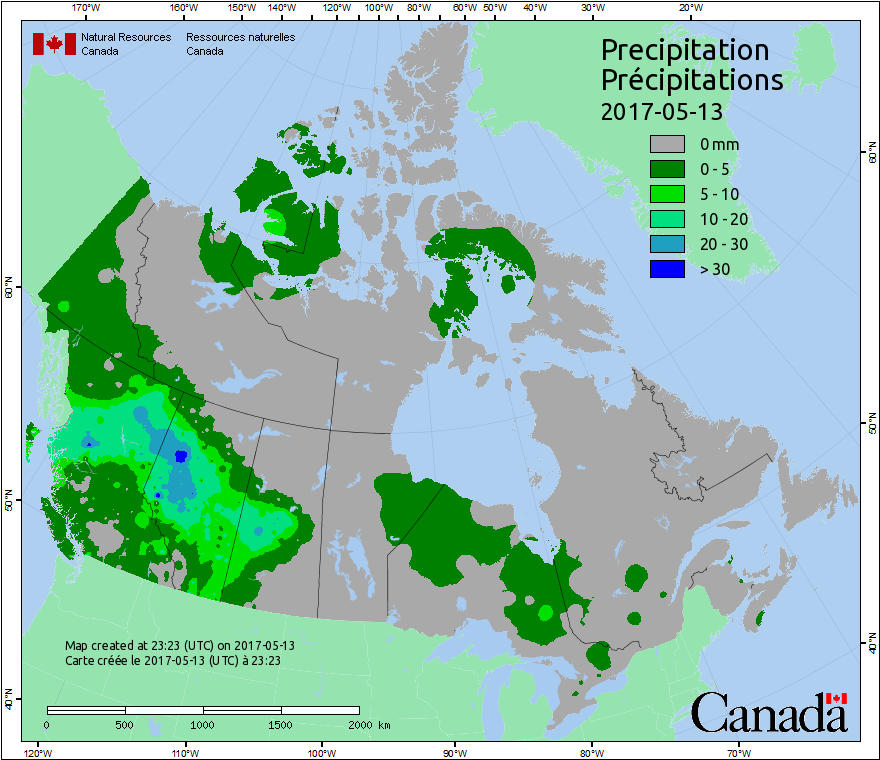 170°W 160°W 150°W 140°W 120°W 110°W 100°W 90°W 80°W 70°W 60°W 50°W 40°W 30°W 20°W
Natural Resources Canada
Ressources naturelles Canada
Precipitation
Précipitations
2017-05-13
0 mm
0 - 5
5 - 10
10 - 20
20 - 30
> 30
60°N
50°N
40°N
60°N
50°N
40°N
Map created at 23:23 (UTC) on 2017-05-13
Carte créée le 2017-05-13 (UTC) à 23:23
0 500 1000 1500 2000 km
Canada
120°W 110°W 100°W 90°W 80°W 70°W